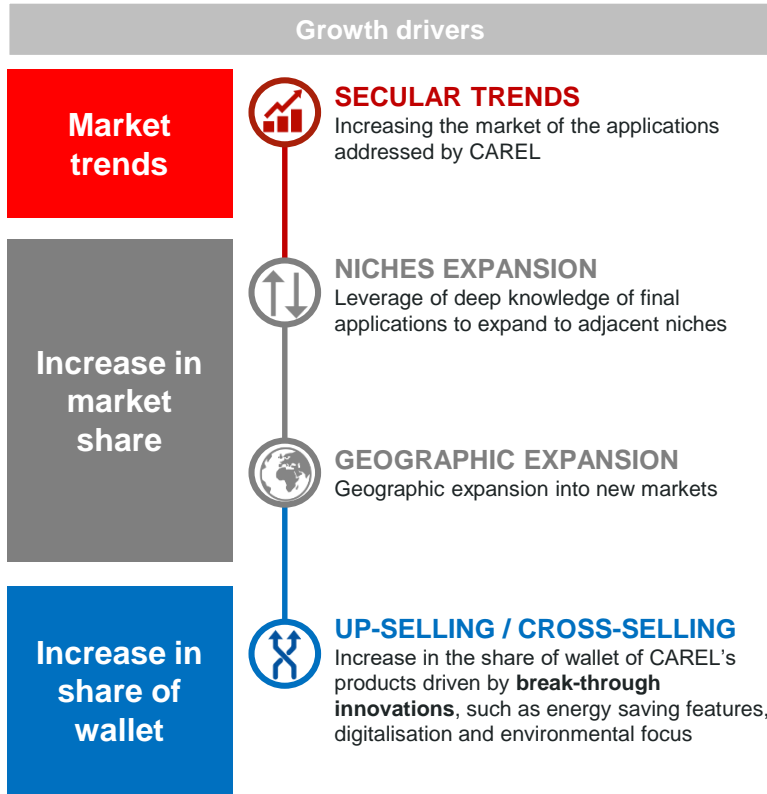 Growth drivers
Market
trends
SECULAR TRENDS
Increasing the market of the applications
addressed by CAREL
Increase in
market
share
NICHES EXPANSION
Leverage of deep knowledge of final
applications to expand to adjacent niches
GEOGRAPHIC EXPANSION
Geographic expansion into new markets
Increase in
share of
wallet
UP-SELLING / CROSS-SELLING
Increase in the share of wallet of CAREL’s
products driven by break-through
innovations, such as energy saving features,
digitalisation and environmental focus